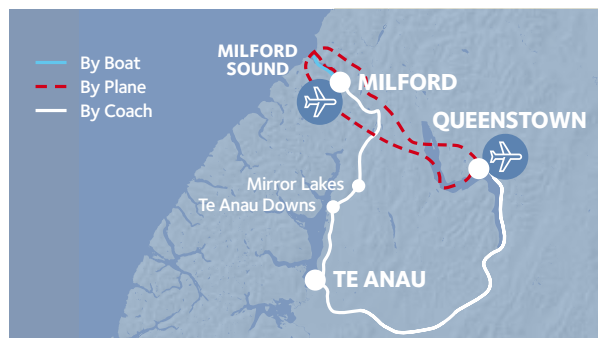 By Boat
By Plane
By Coach
MILFORD
SOUND
MILFORD
QUEENSTOWN
Mirror Lakes
Te Anau Downs
TE ANAU